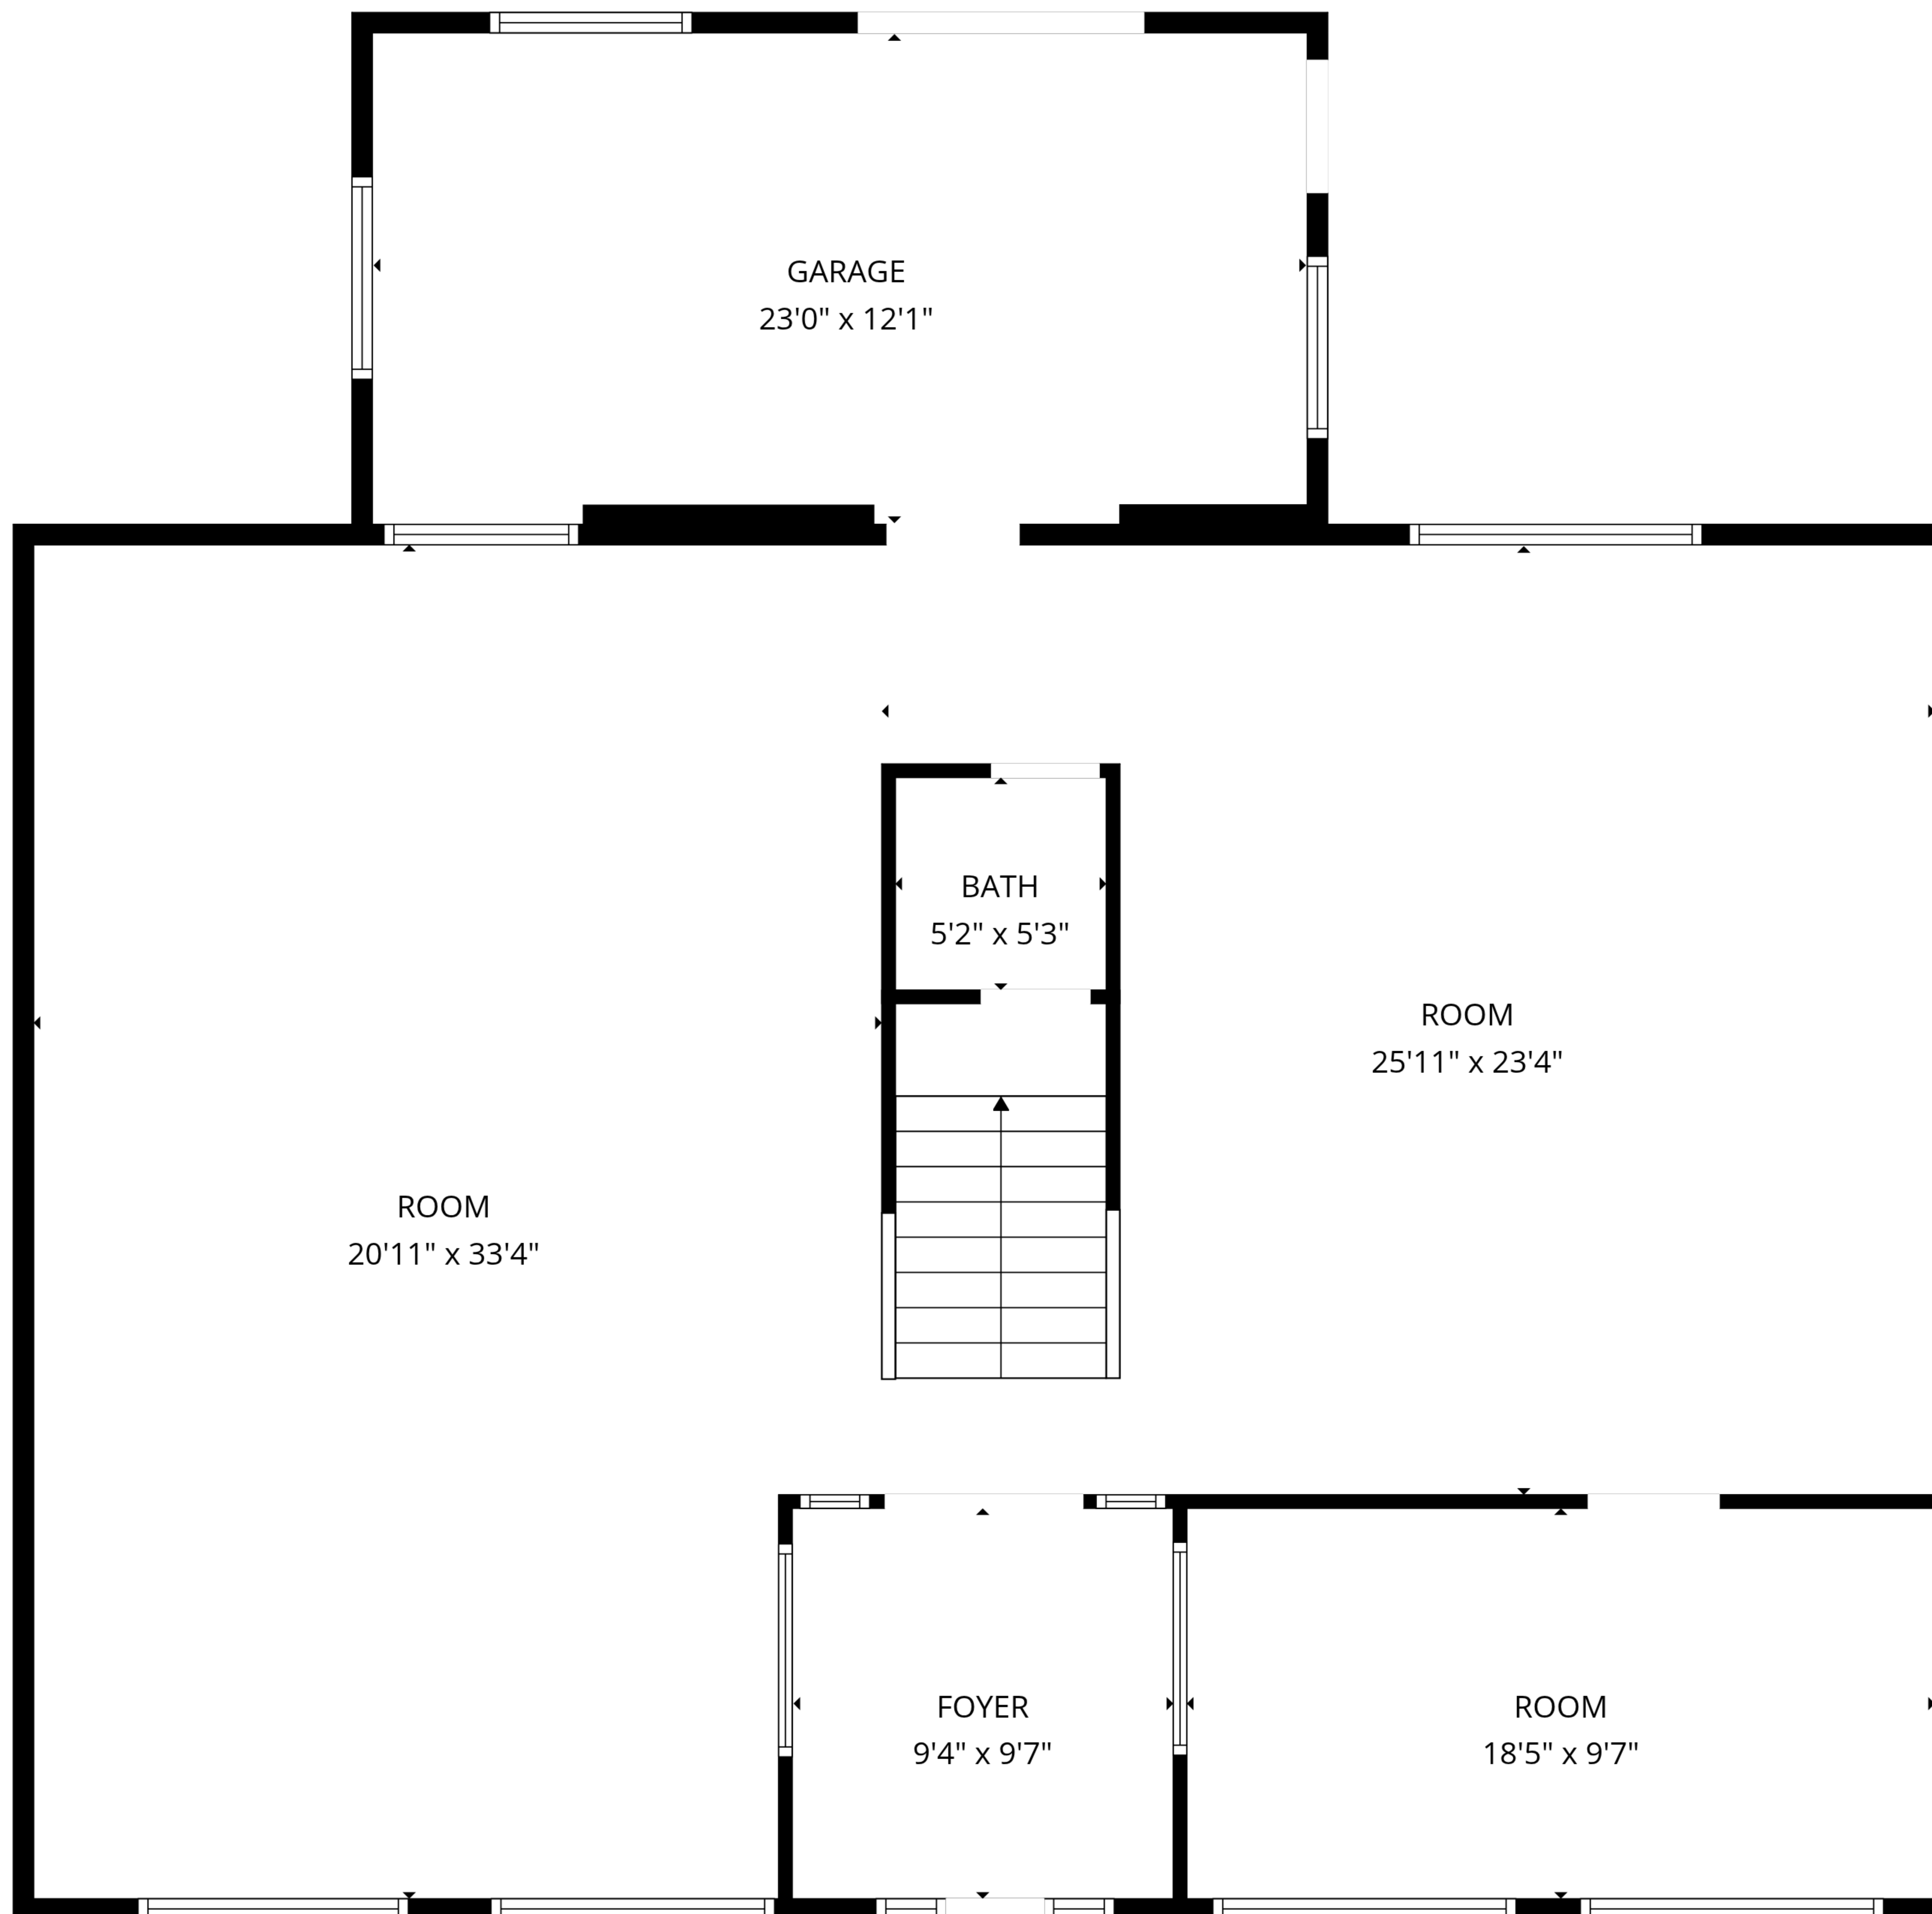 GARAGE
23'0" x 12'1"
BATH
5'2" x 5'3"
ROOM
25'11" x 23'4"
ROOM
20'11" x 33'4"
FOYER
9'4" x 9'7"
ROOM
18'5" x 9'7"